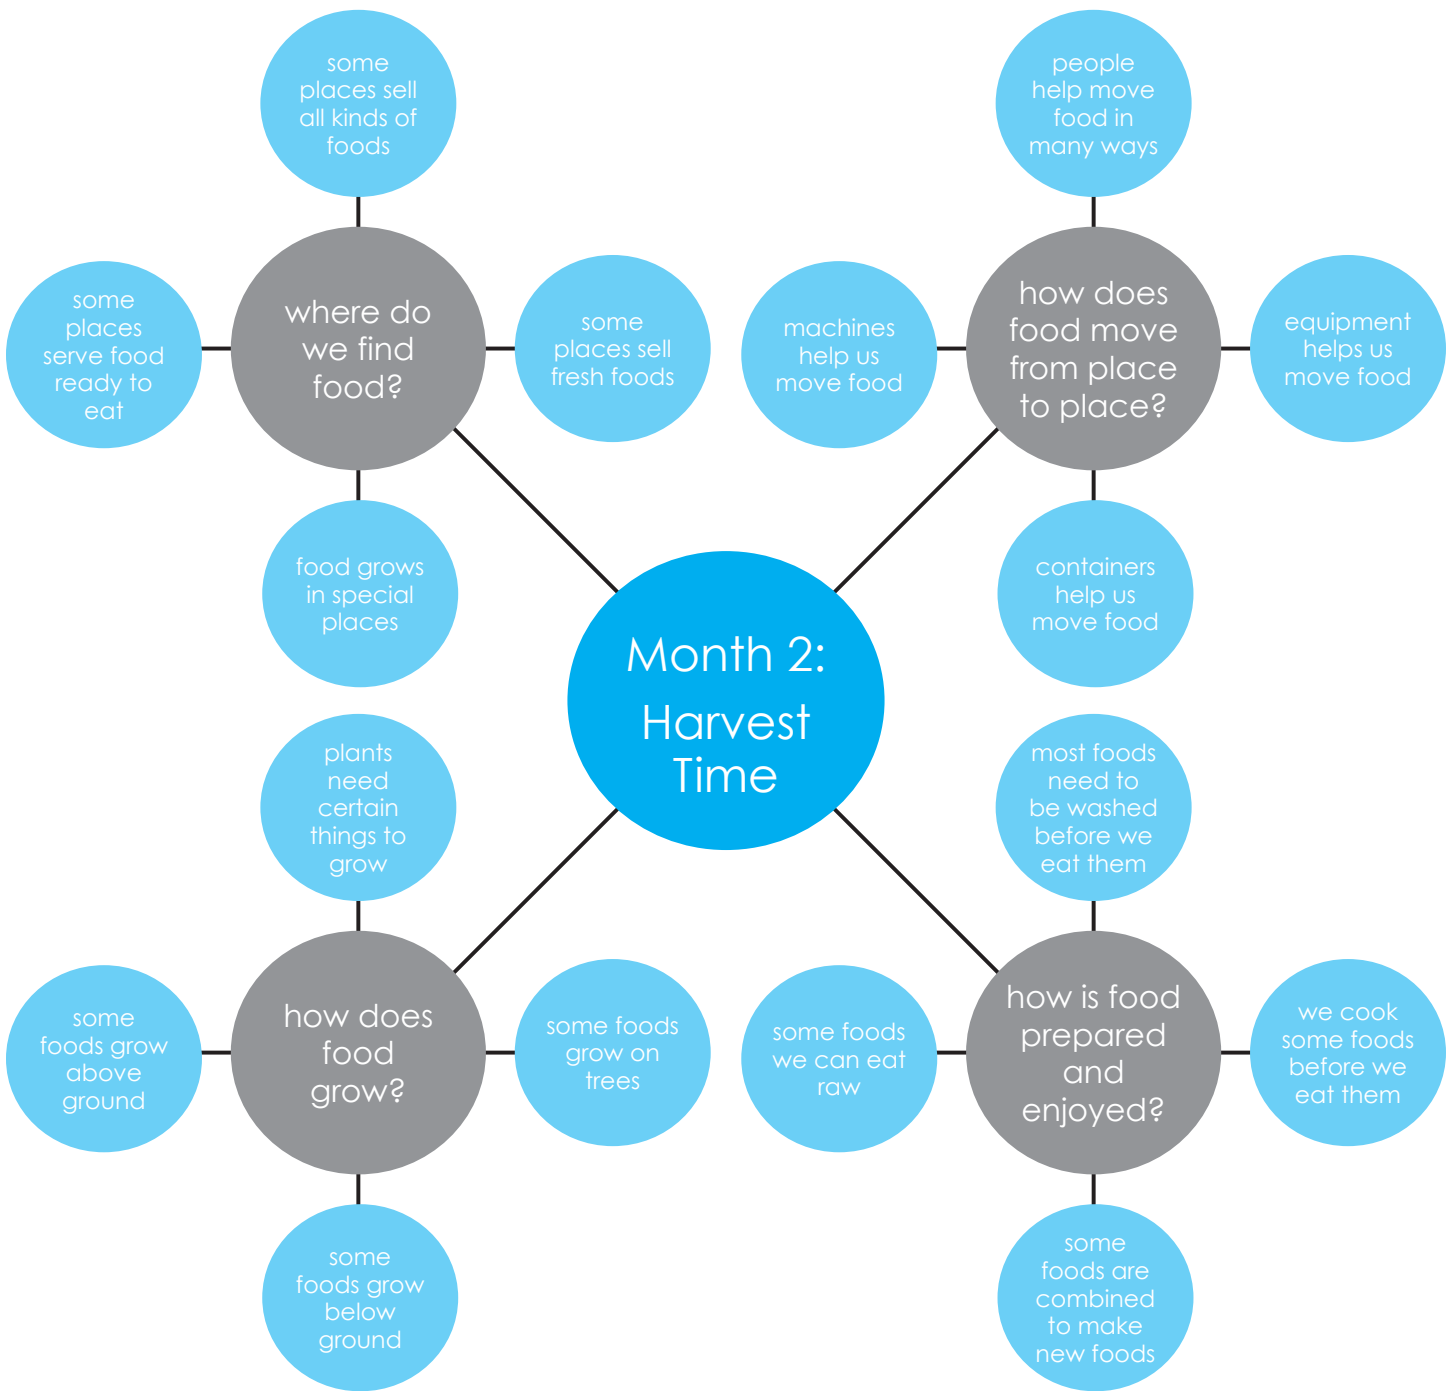 some
places sell
all kinds of
foods
some
places
serve food
ready to
eat
where do
we find
food?
some
places sell
fresh foods
food grows
in special
places
people
help move
food in
many ways
machines
help us
move food
how does
food move
from place
to place?
equipment
helps us
move food
containers
help us
move food
Month 2:
Harvest
Time
plants
need
certain
things to
grow
some
foods grow
above
ground
how does
food
grow?
some foods
grow on
trees
some
foods grow
below
ground
most foods
need to
be washed
before we
eat them
some foods
we can eat
raw
how is food
prepared
and
enjoyed?
we cook
some foods
before we
eat them
some
foods are
combined
to make
new foods